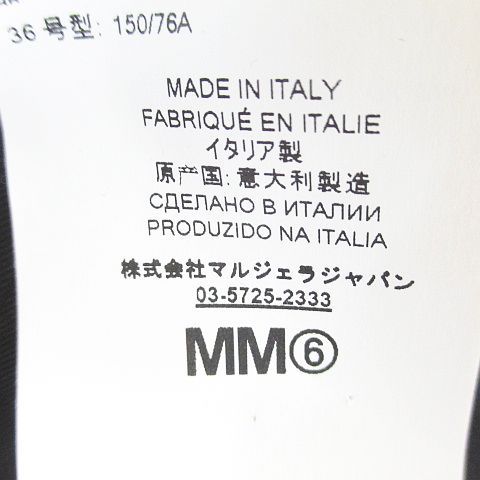 36 号型: 150/76A
MADE IN ITALY
FABRIQUÉ EN ITALIE
イタリア製
原产国: 意大利製造
СДЕЛАНО В ИТАЛИИ
PRODUZIDO NA ITALIA
株式会社マルジェラジャパン
03-5725-2333
MM⑥